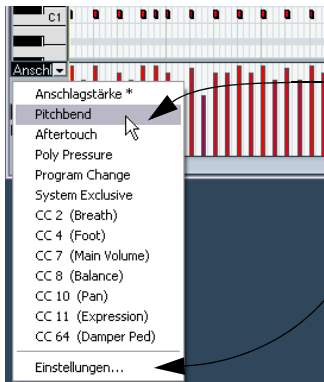 C1
Anschl
Anschlagstärke *
Pitchbend
Aftertouch
Poly Pressure
Program Change
System Exclusive
CC 2 (Breath)
CC 4 (Foot)
CC 7 (Main Volume)
CC 8 (Balance)
CC 10 (Pan)
CC 11 (Expression)
CC 64 (Damper Ped)
Einstellungen...